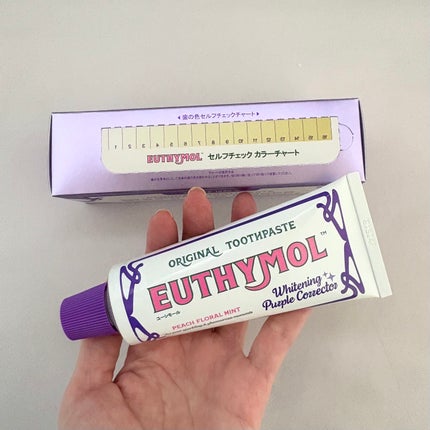 ◂歯の色セルフチェックチャート▸
EUTHYMOL セルフチェック カラーチャート
ORIGINAL TOOTHPASTE
EUTHYMOL™
ユーシモール
Whitening
Purple Corrector
PEACH FLORAL MINT